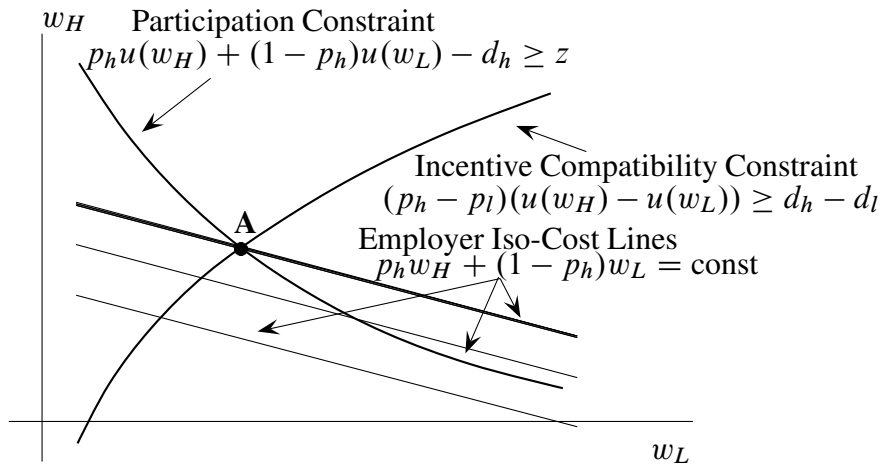 w_H
Participation Constraint
p_h u(w_H) + (1 − p_h)u(w_L) − d_h ≥ z
Incentive Compatibility Constraint
(p_h − p_l)(u(w_H) − u(w_L)) ≥ d_h − d_l
A
Employer Iso-Cost Lines
p_h w_H + (1 − p_h)w_L = const
w_L